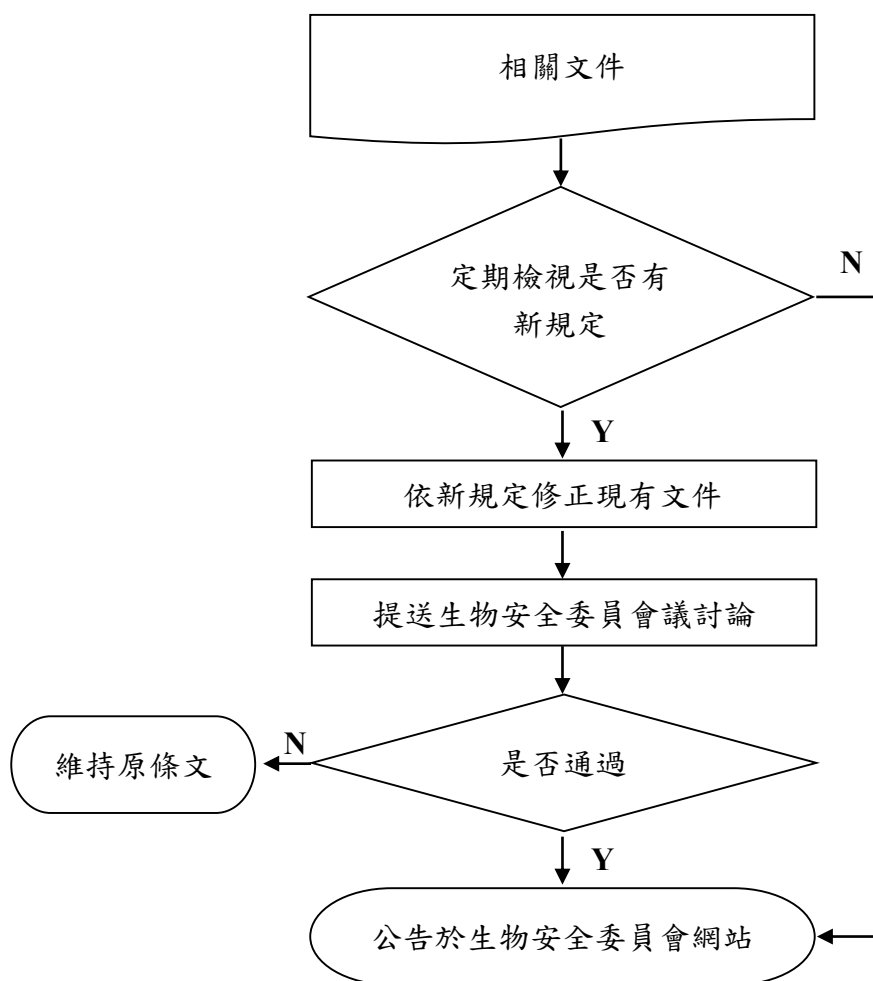 相關文件
定期檢視是否有
新規定
N
Y
依新規定修正現有文件
提送生物安全委員會議討論
是否通過
N
維持原條文
Y
公告於生物安全委員會網站